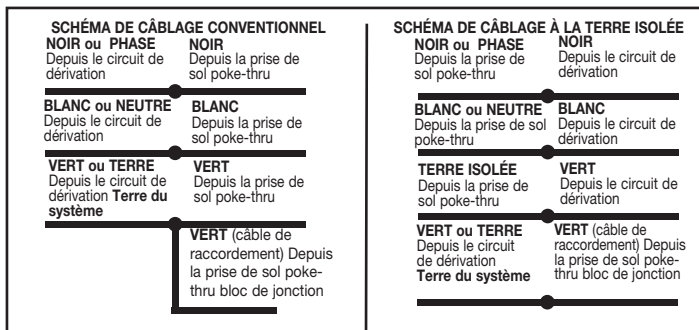 SCHÉMA DE CÂBLAGE CONVENTIONNEL
NOIR ou PHASE
Depuis le circuit de
dérivation
NOIR
Depuis la prise de
sol poke-thru
BLANC ou NEUTRE
Depuis le circuit de
dérivation
BLANC
Depuis la prise de
sol poke-thru
VERT ou TERRE
Depuis le circuit de
dérivation Terre du
système
VERT
Depuis la prise de
sol poke-thru
VERT (câble de
raccordement) Depuis
la prise de sol poke-
thru bloc de jonction
SCHÉMA DE CÂBLAGE À LA TERRE ISOLÉE
NOIR ou PHASE
Depuis la prise de
sol poke-thru
NOIR
Depuis le circuit de
dérivation
BLANC ou NEUTRE
Depuis la prise de sol
poke-thru
BLANC
Depuis le circuit de
dérivation
TERRE ISOLÉE
Depuis la prise de
sol poke-thru
VERT
Depuis le circuit de
dérivation
VERT ou TERRE
Depuis le circuit
de dérivation
Terre du système
VERT (câble de
raccordement) Depuis
la prise de sol poke-
thru bloc de jonction